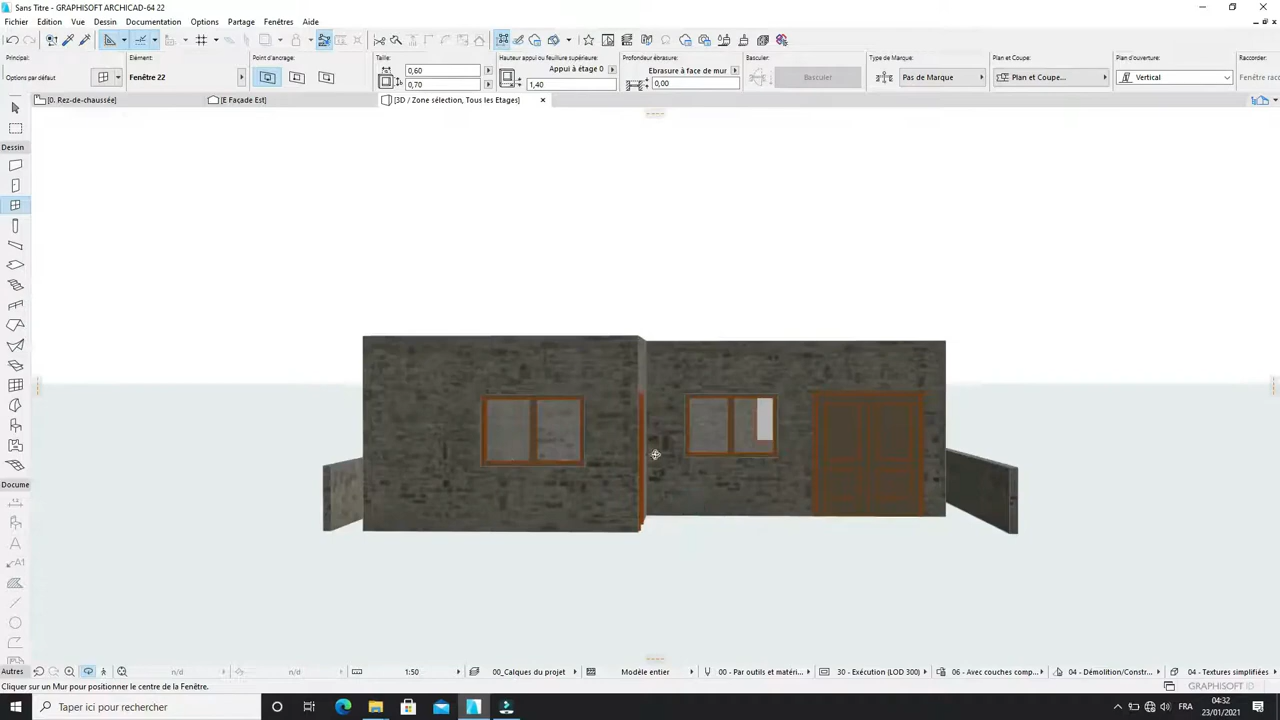 Sans Titre - GRAPHISOFT ARCHICAD-64 22
Fichier Edition Vue Dessin Documentation Options Partage Fenêtres Aide
Principal: Elément: Point d'ancrage: Taille: Hauteur appui ou feuillure supérieur... Profondeur ébrasure: Basculer: Type de Marque: Plan et Coupe: Plan d'ouverture: Raccorder
Options par défaut Fenêtre 22 0,60 Appui à étage 0 Ebrasure à face de mur Basculer Pas de Marque Plan et Coupe... Vertical Fenêtre racc
0,70 1,40 0,00
[0. Rez-de-chaussée] [E Façade Est] [3D / Zone sélection, Tous les Etages]
Dessin
Docume
A
A1
Autres n/d n/d 1:50 00_Calques du projet Modèle entier 00 - Par outils et matéri... 30 - Exécution (LOD 300) 06 - Avec couches comp... 04 - Démolition/Constr... 04 - Textures simplifiées
Cliquer sur un Mur pour positionner le centre de la Fenêtre.
GRAPHISOFT
Taper ici pour rechercher FRA 04:32
23/01/2021